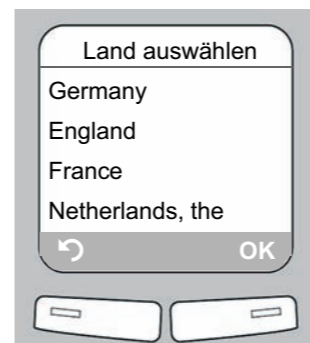 Land auswählen
Germany
England
France
Netherlands, the
OK